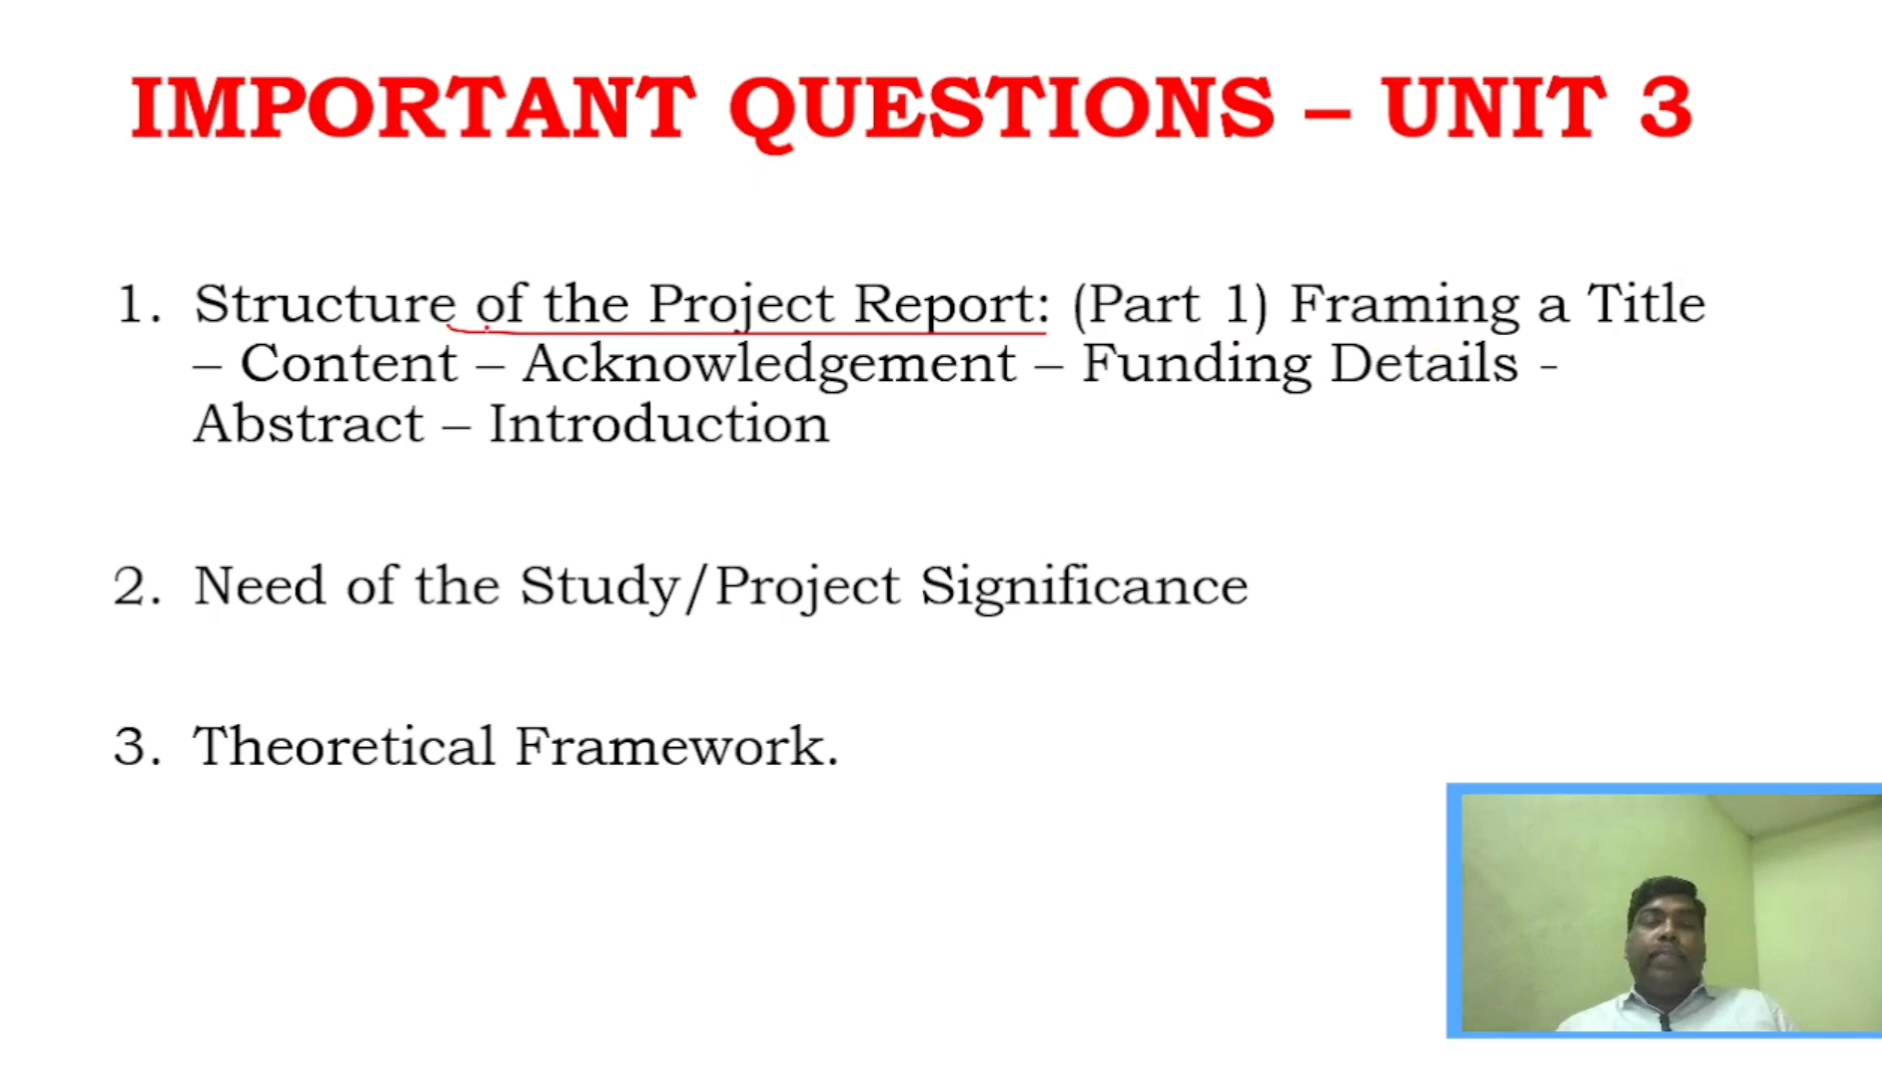 IMPORTANT QUESTIONS – UNIT 3
1. Structure of the Project Report: (Part 1) Framing a Title
– Content – Acknowledgement – Funding Details -
Abstract – Introduction
2. Need of the Study/Project Significance
3. Theoretical Framework.